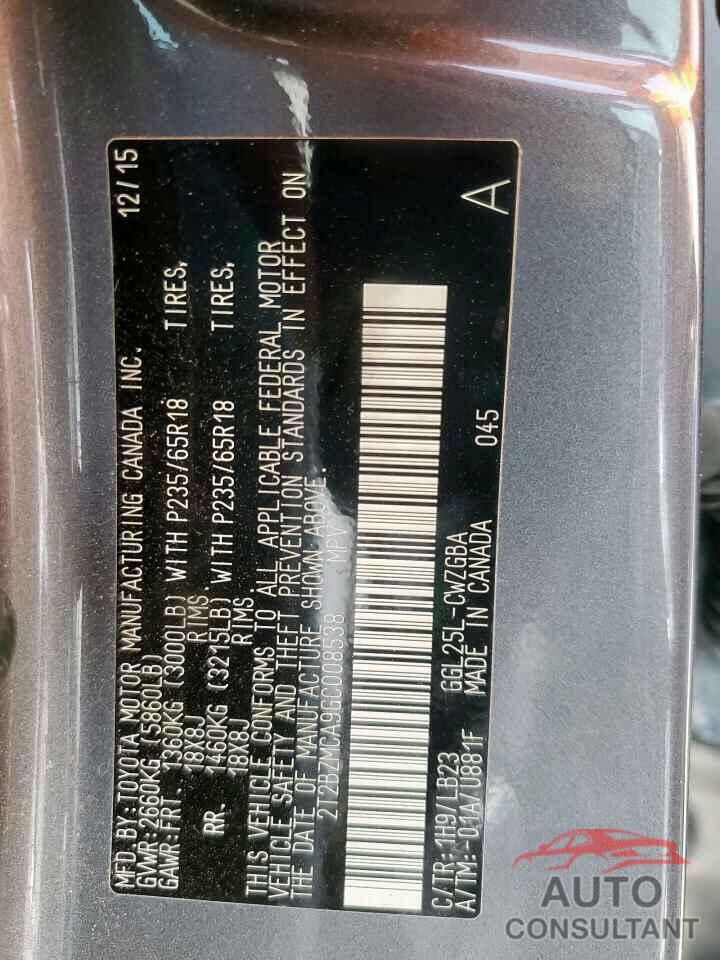 MFD.BY:TOYOTA MOTOR MANUFACTURING CANADA INC. 12/15
GVWR:2660KG (5860LB)
GAWR:FRT. 1360KG (3000LB) WITH P235/65R18 TIRES,
18X8J RIMS
RR. 1460KG (3215LB) WITH P235/65R18 TIRES,
18X8J RIMS
THIS VEHICLE CONFORMS TO ALL APPLICABLE FEDERAL MOTOR
VEHICLE SAFETY AND THEFT PREVENTION STANDARDS IN EFFECT ON
THE DATE OF MANUFACTURE SHOWN ABOVE.
2T2BZMCA9GC008538 MPV
C/TR:1H9/LB23 GGL25L-CWZGBA 045 A
A/TM:-01A/U881F MADE IN CANADA
AUTO
CONSULTANT